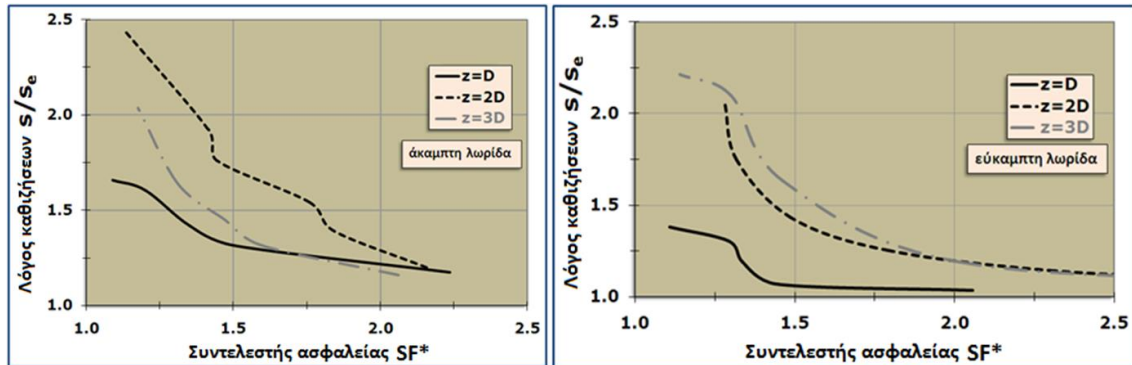 2.5
2.0
1.5
1.0
Λόγος καθιζήσεων s/se
z=D
z=2D
z=3D
άκαμπτη λωρίδα
1.0 1.5 2.0 2.5
Συντελεστής ασφαλείας SF*
2.5
2.0
1.5
1.0
Λόγος καθιζήσεων s/se
z=D
z=2D
z=3D
εύκαμπτη λωρίδα
1.0 1.5 2.0 2.5
Συντελεστής ασφαλείας SF*